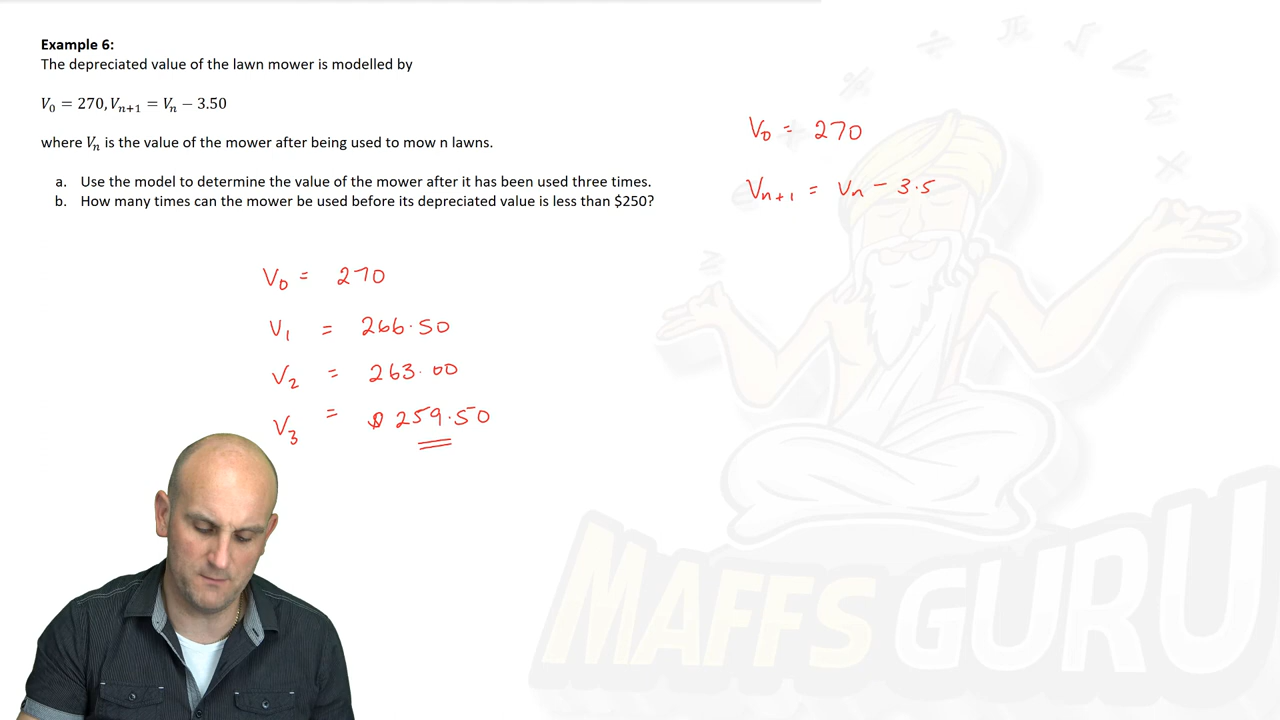 Example 6:
The depreciated value of the lawn mower is modelled by
V₀ = 270, Vₙ₊₁ = Vₙ − 3.50
where Vₙ is the value of the mower after being used to mow n lawns.
a. Use the model to determine the value of the mower after it has been used three times.
b. How many times can the mower be used before its depreciated value is less than $250?
V₀ = 270
Vₙ₊₁ = Vₙ − 3.5
V₀ = 270
V₁ = 266.50
V₂ = 263.00
V₃ = $259.50
% ÷ π √ < Σ × ≥
MAFFS GURU